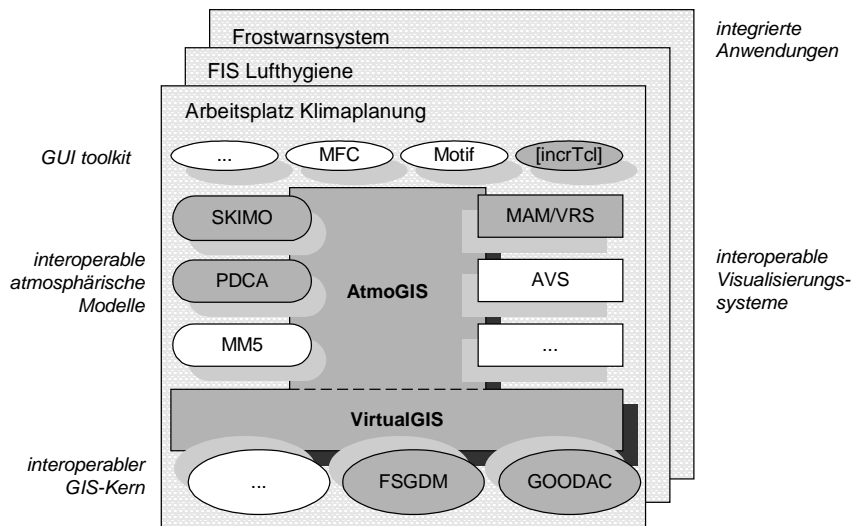 Frostwarnsystem
integrierte
Anwendungen
FIS Lufthygiene
Arbeitsplatz Klimaplanung
GUI toolkit
...
MFC
Motif
[incrTcl]
SKIMO
MAM/VRS
interoperable
atmosphärische
Modelle
PDCA
AtmoGIS
AVS
interoperable
Visualisierungs-
systeme
MM5
...
VirtualGIS
interoperabler
GIS-Kern
...
FSGDM
GOODAC